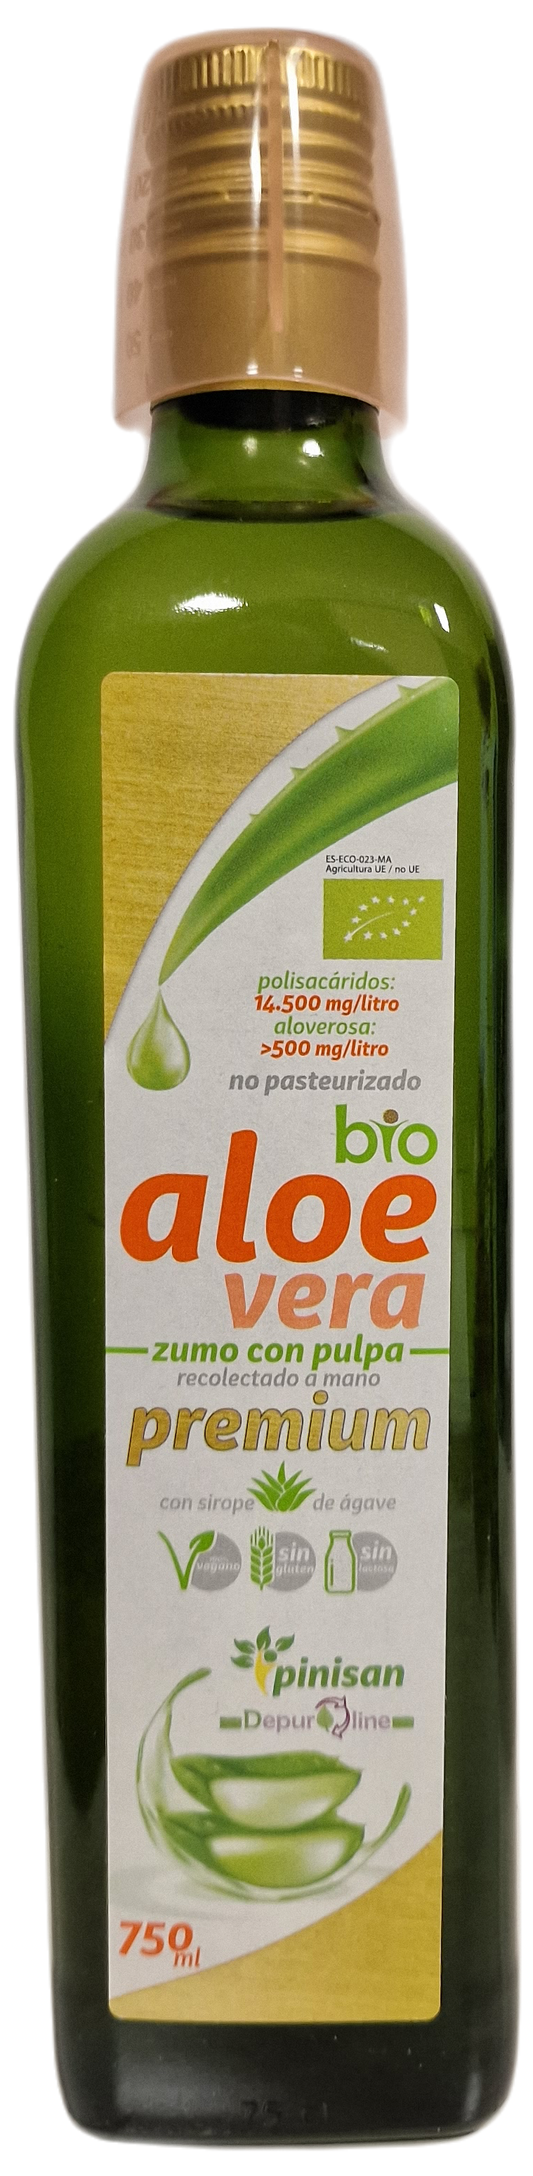 ES-ECO-023-MA
Agricultura UE / no UE
polisacáridos:
14.500 mg/litro
aloverosa:
>500 mg/litro
no pasteurizado
bio
aloe
vera
zumo con pulpa
recolectado a mano
premium
con sirope de ágave
vegano sin gluten sin lactosa
pinisan
Depur line
750 ml